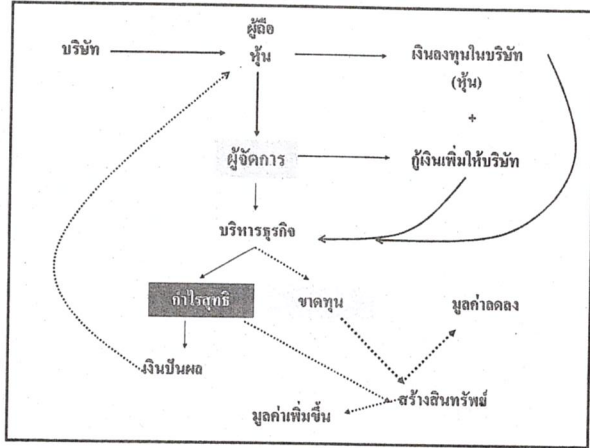 ผู้ถือ
หุ้น
บริษัท
เงินลงทุนในบริษัท
(หุ้น)
+
ผู้จัดการ
กู้เงินเพิ่มให้บริษัท
บริหารธุรกิจ
กำไรสุทธิ
ขาดทุน
มูลค่าลดลง
เงินปันผล
สร้างสินทรัพย์
มูลค่าเพิ่มขึ้น